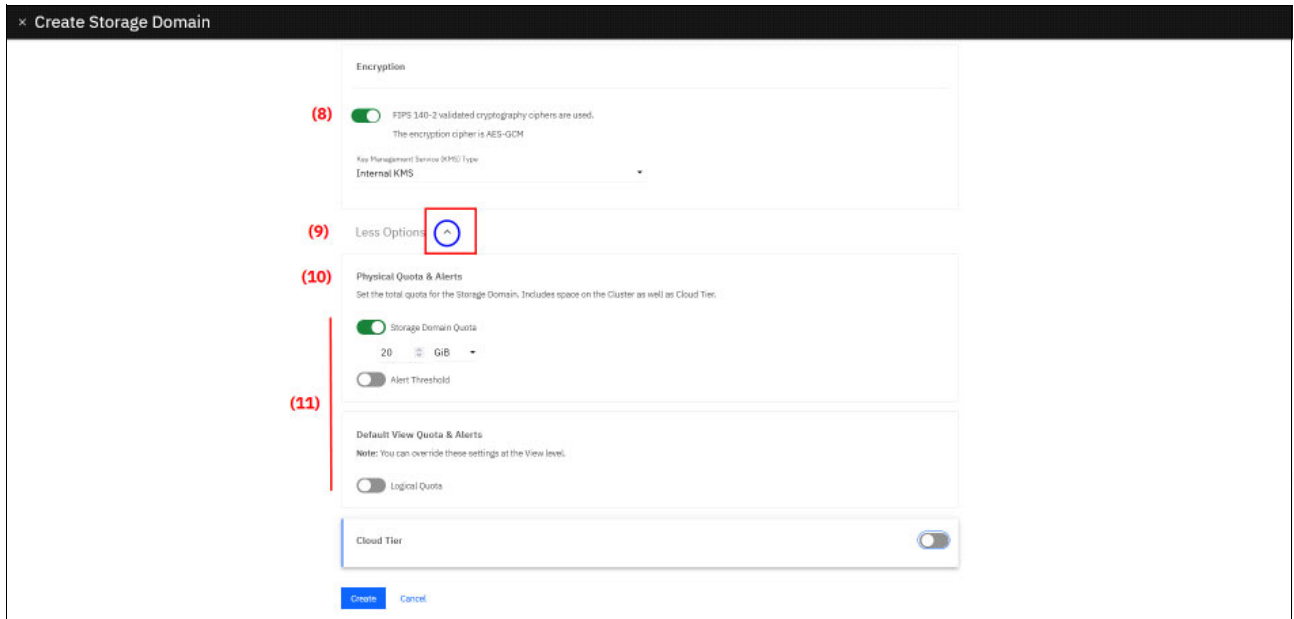 × Create Storage Domain
Encryption
(8)
FIPS 140-2 validated cryptography ciphers are used.
The encryption cipher is AES-GCM
Key Management Service (KMS) Type
Internal KMS
(9) Less Options
(10) Physical Quota & Alerts
Set the total quota for the Storage Domain. Includes space on the Cluster as well as Cloud Tier.
Storage Domain Quota
20 GiB
Alert Threshold
(11)
Default View Quota & Alerts
Note: You can override these settings at the View level.
Logical Quota
Cloud Tier
Create Cancel